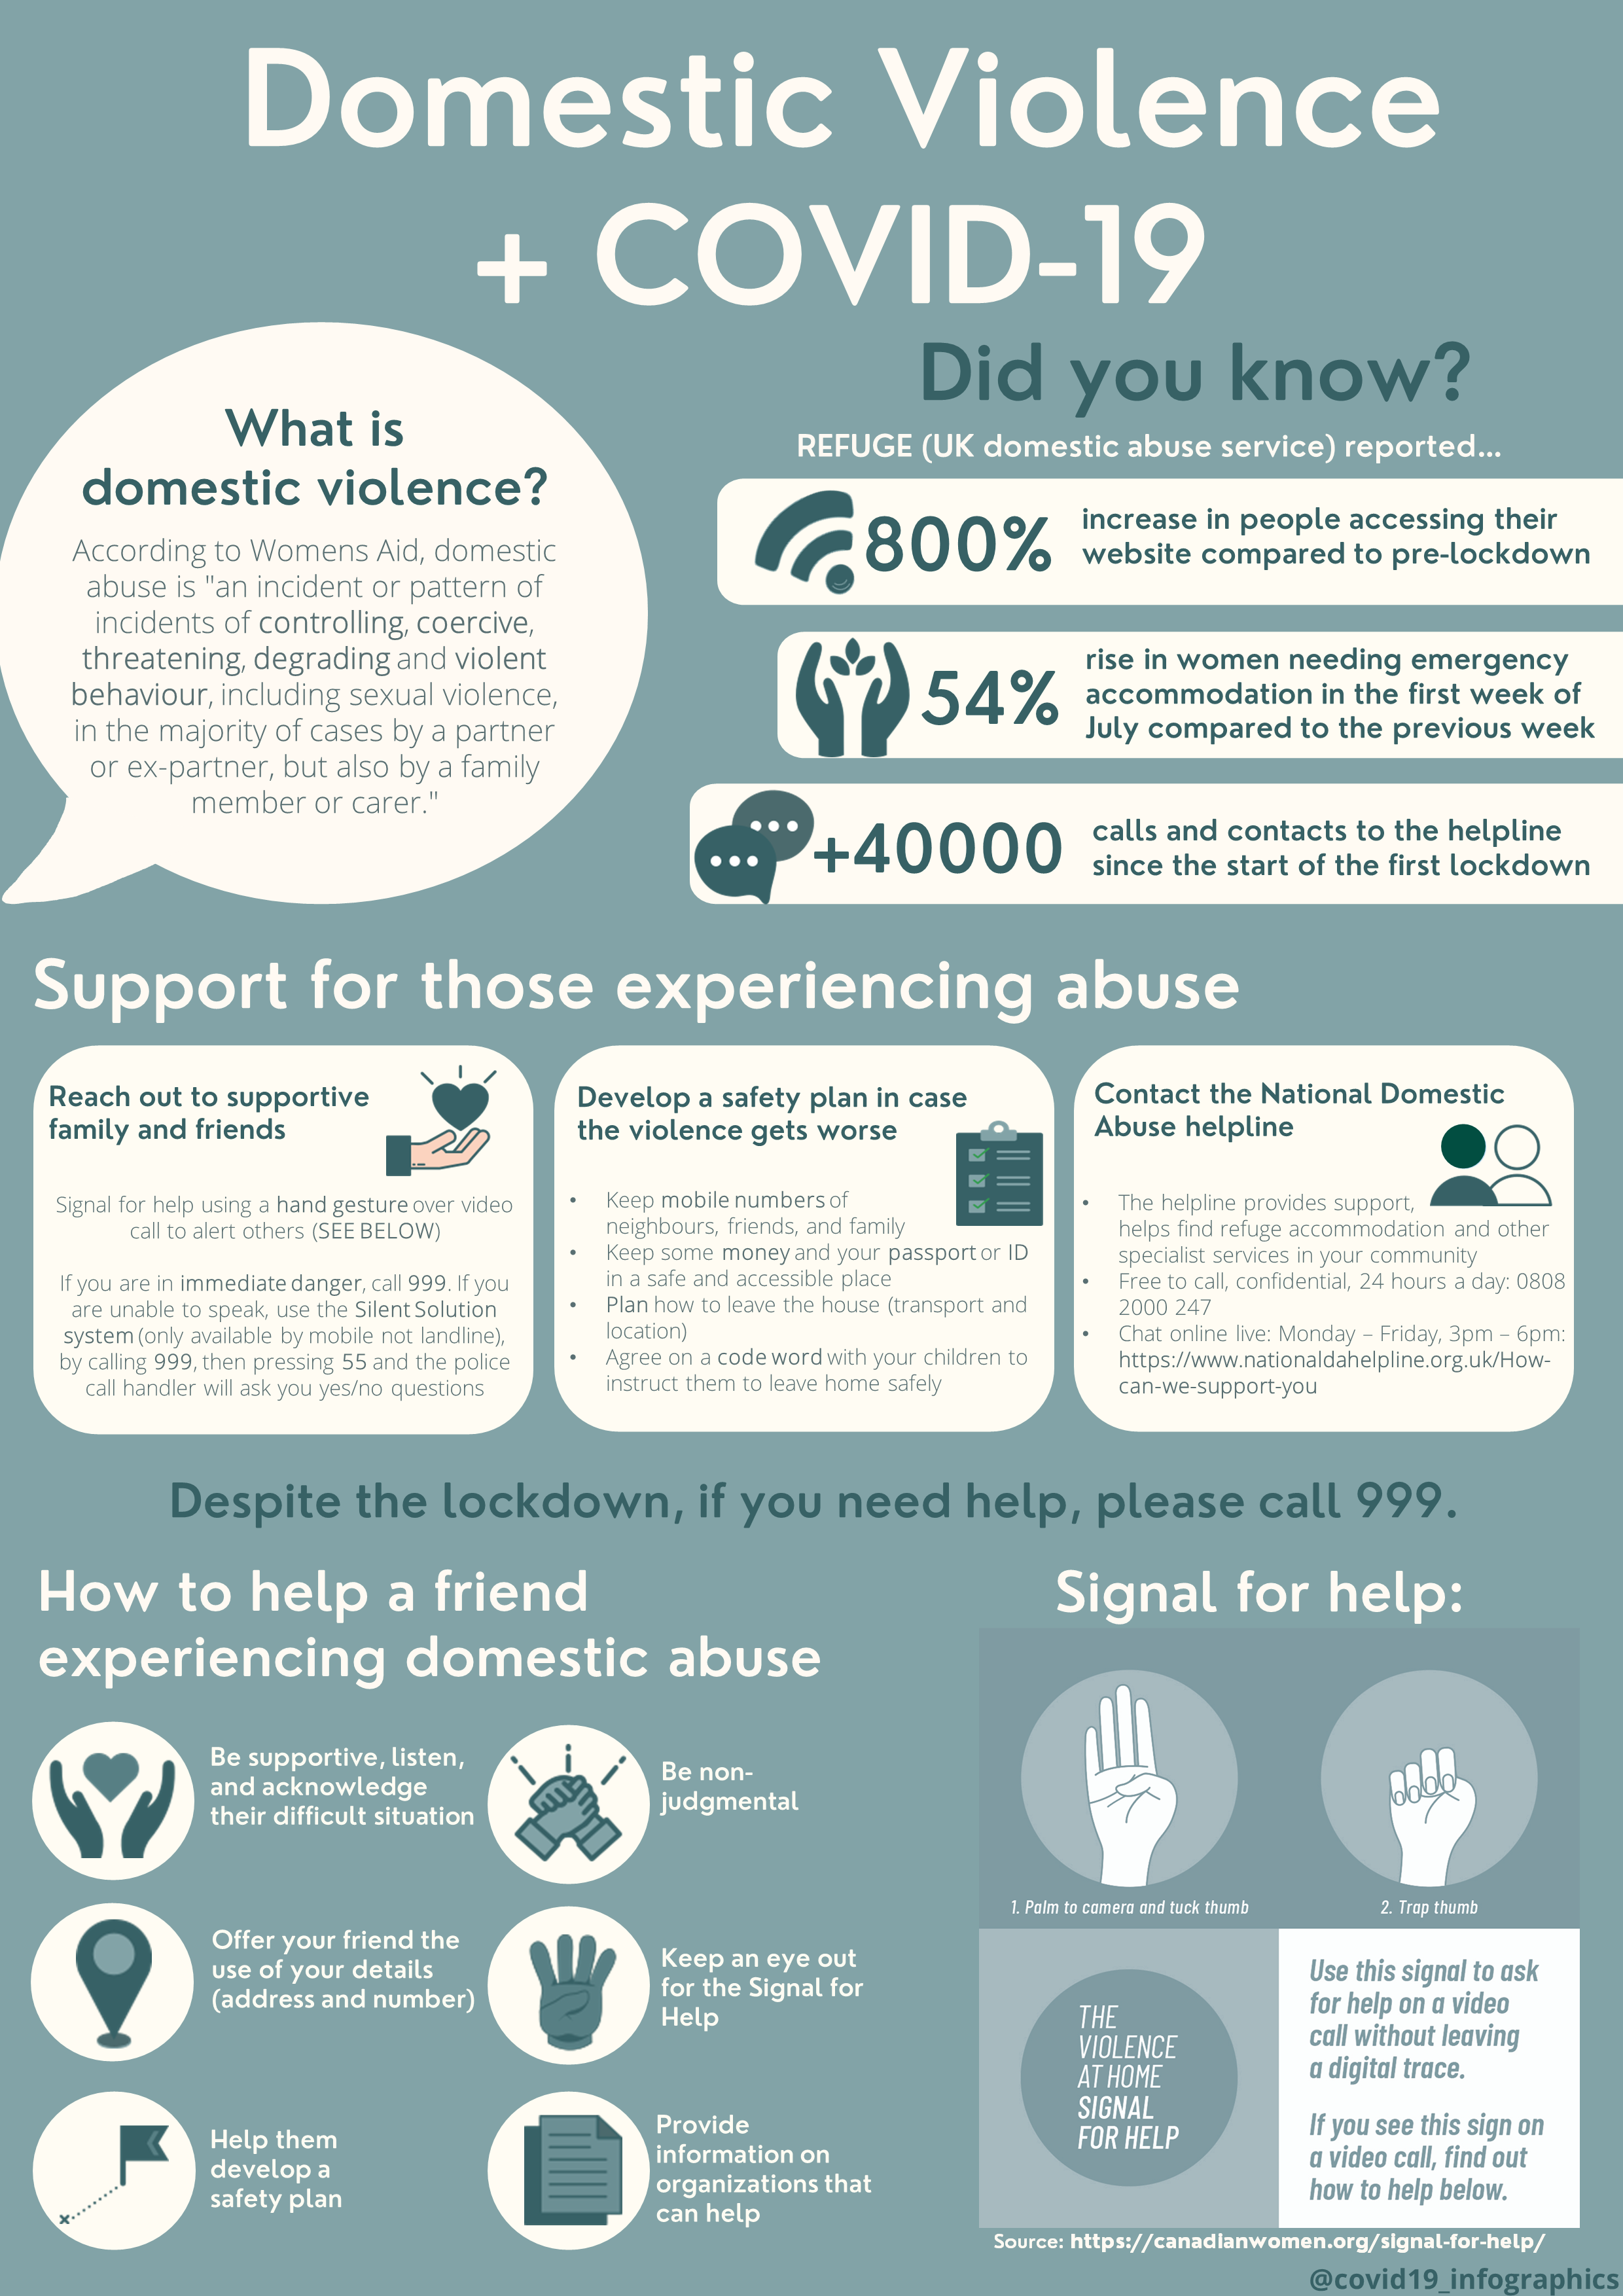 Domestic Violence
+ COVID-19
What is
domestic violence?
According to Womens Aid, domestic
abuse is "an incident or pattern of
incidents of controlling, coercive,
threatening, degrading and violent
behaviour, including sexual violence,
in the majority of cases by a partner
or ex-partner, but also by a family
member or carer."
Did you know?
REFUGE (UK domestic abuse service) reported...
800%
increase in people accessing their
website compared to pre-lockdown
54%
rise in women needing emergency
accommodation in the first week of
July compared to the previous week
+40000
calls and contacts to the helpline
since the start of the first lockdown
Support for those experiencing abuse
Reach out to supportive
family and friends
Signal for help using a hand gesture over video
call to alert others (SEE BELOW)
If you are in immediate danger, call 999. If you
are unable to speak, use the Silent Solution
system (only available by mobile not landline),
by calling 999, then pressing 55 and the police
call handler will ask you yes/no questions
Develop a safety plan in case
the violence gets worse
• Keep mobile numbers of
neighbours, friends, and family
• Keep some money and your passport or ID
in a safe and accessible place
• Plan how to leave the house (transport and
location)
• Agree on a code word with your children to
instruct them to leave home safely
Contact the National Domestic
Abuse helpline
• The helpline provides support,
helps find refuge accommodation and other
specialist services in your community
• Free to call, confidential, 24 hours a day: 0808
2000 247
• Chat online live: Monday – Friday, 3pm – 6pm:
https://www.nationaldahelpline.org.uk/How-
can-we-support-you
Despite the lockdown, if you need help, please call 999.
How to help a friend
experiencing domestic abuse
Be supportive, listen,
and acknowledge
their difficult situation
Be non-
judgmental
Offer your friend the
use of your details
(address and number)
Keep an eye out
for the Signal for
Help
Help them
develop a
safety plan
Provide
information on
organizations that
can help
Signal for help:
1. Palm to camera and tuck thumb
2. Trap thumb
THE
VIOLENCE
AT HOME
SIGNAL
FOR HELP
Use this signal to ask
for help on a video
call without leaving
a digital trace.
If you see this sign on
a video call, find out
how to help below.
Source: https://canadianwomen.org/signal-for-help/
@covid19_infographics